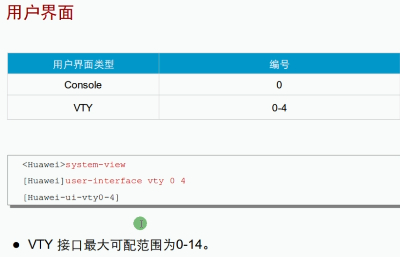 用户界面
用户界面类型 编号
Console 0
VTY 0-4
<Huawei>system-view
[Huawei]user-interface vty 0 4
[Huawei-ui-vty0-4]
● VTY 接口最大可配范围为0-14。